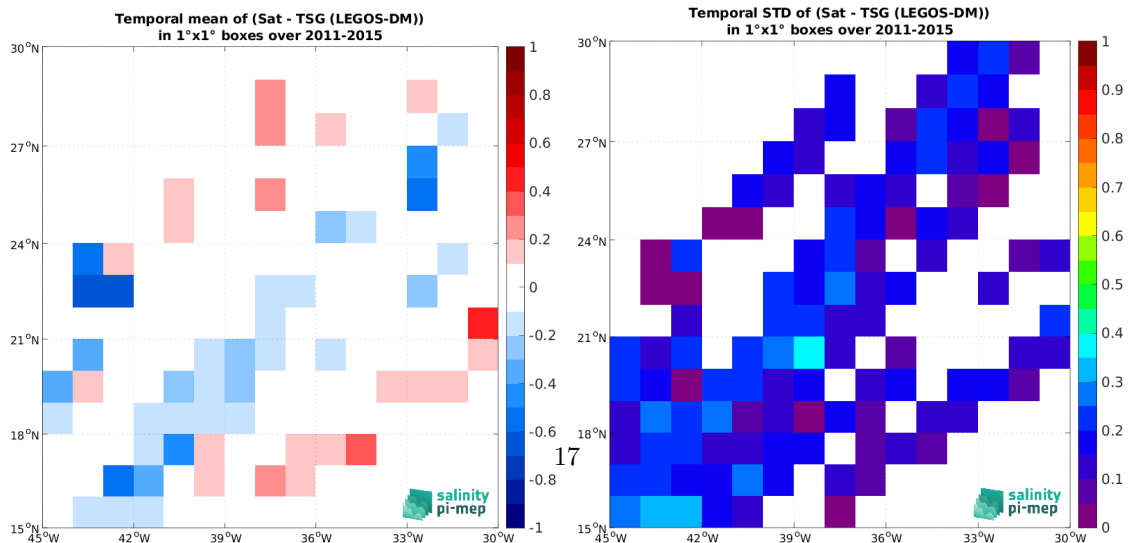 Temporal mean of (Sat - TSG (LEGOS-DM))
in 1°x1° boxes over 2011-2015
30°N
27°N
24°N
21°N
18°N
15°N
45°W
42°W
39°W
36°W
33°W
30°W
1
0.8
0.6
0.4
0.2
0
-0.2
-0.4
-0.6
-0.8
-1
salinity
pi-mep
17
Temporal STD of (Sat - TSG (LEGOS-DM))
in 1°x1° boxes over 2011-2015
30°N
27°N
24°N
21°N
18°N
15°N
45°W
42°W
39°W
36°W
33°W
30°W
1
0.9
0.8
0.7
0.6
0.5
0.4
0.3
0.2
0.1
0
salinity
pi-mep